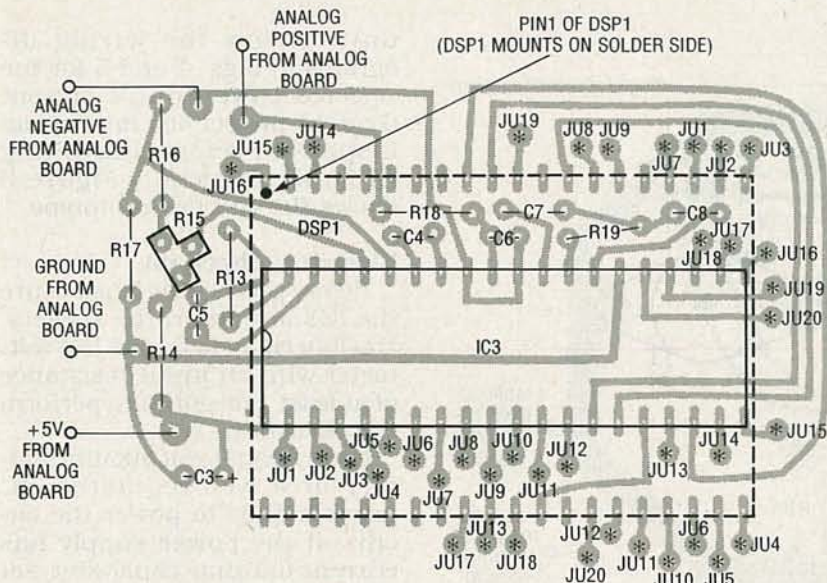 ANALOG
POSITIVE
FROM ANALOG
BOARD
PIN1 OF DSP1
(DSP1 MOUNTS ON SOLDER SIDE)
ANALOG
NEGATIVE
FROM ANALOG
BOARD
R16
JU15
JU14
JU16
JU19
JU8
JU9
JU7
JU1
JU2
JU3
R15
DSP1
R18
C4
C7
C6
R19
C8
JU17
JU18
JU16
R17
R13
GROUND
FROM
ANALOG
BOARD
C5
R14
JU19
JU20
IC3
+5V
FROM
ANALOG
BOARD
C3 +
JU1
JU2
JU3
JU5
JU4
JU6
JU7
JU8
JU9
JU10
JU11
JU12
JU13
JU14
JU15
JU17
JU13
JU18
JU12
JU20
JU11
JU10
JU6
JU5
JU4